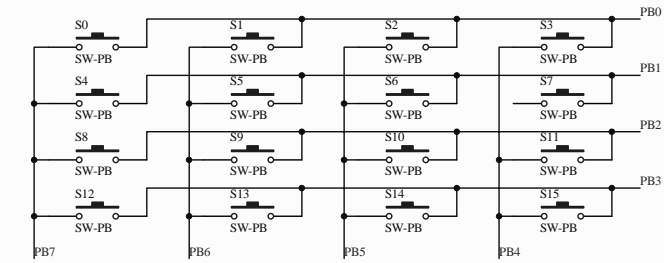 PB0
S0 S1 S2 S3
SW-PB SW-PB SW-PB SW-PB
PB1
S4 S5 S6 S7
SW-PB SW-PB SW-PB SW-PB
PB2
S8 S9 S10 S11
SW-PB SW-PB SW-PB SW-PB
PB3
S12 S13 S14 S15
SW-PB SW-PB SW-PB SW-PB
PB7 PB6 PB5 PB4